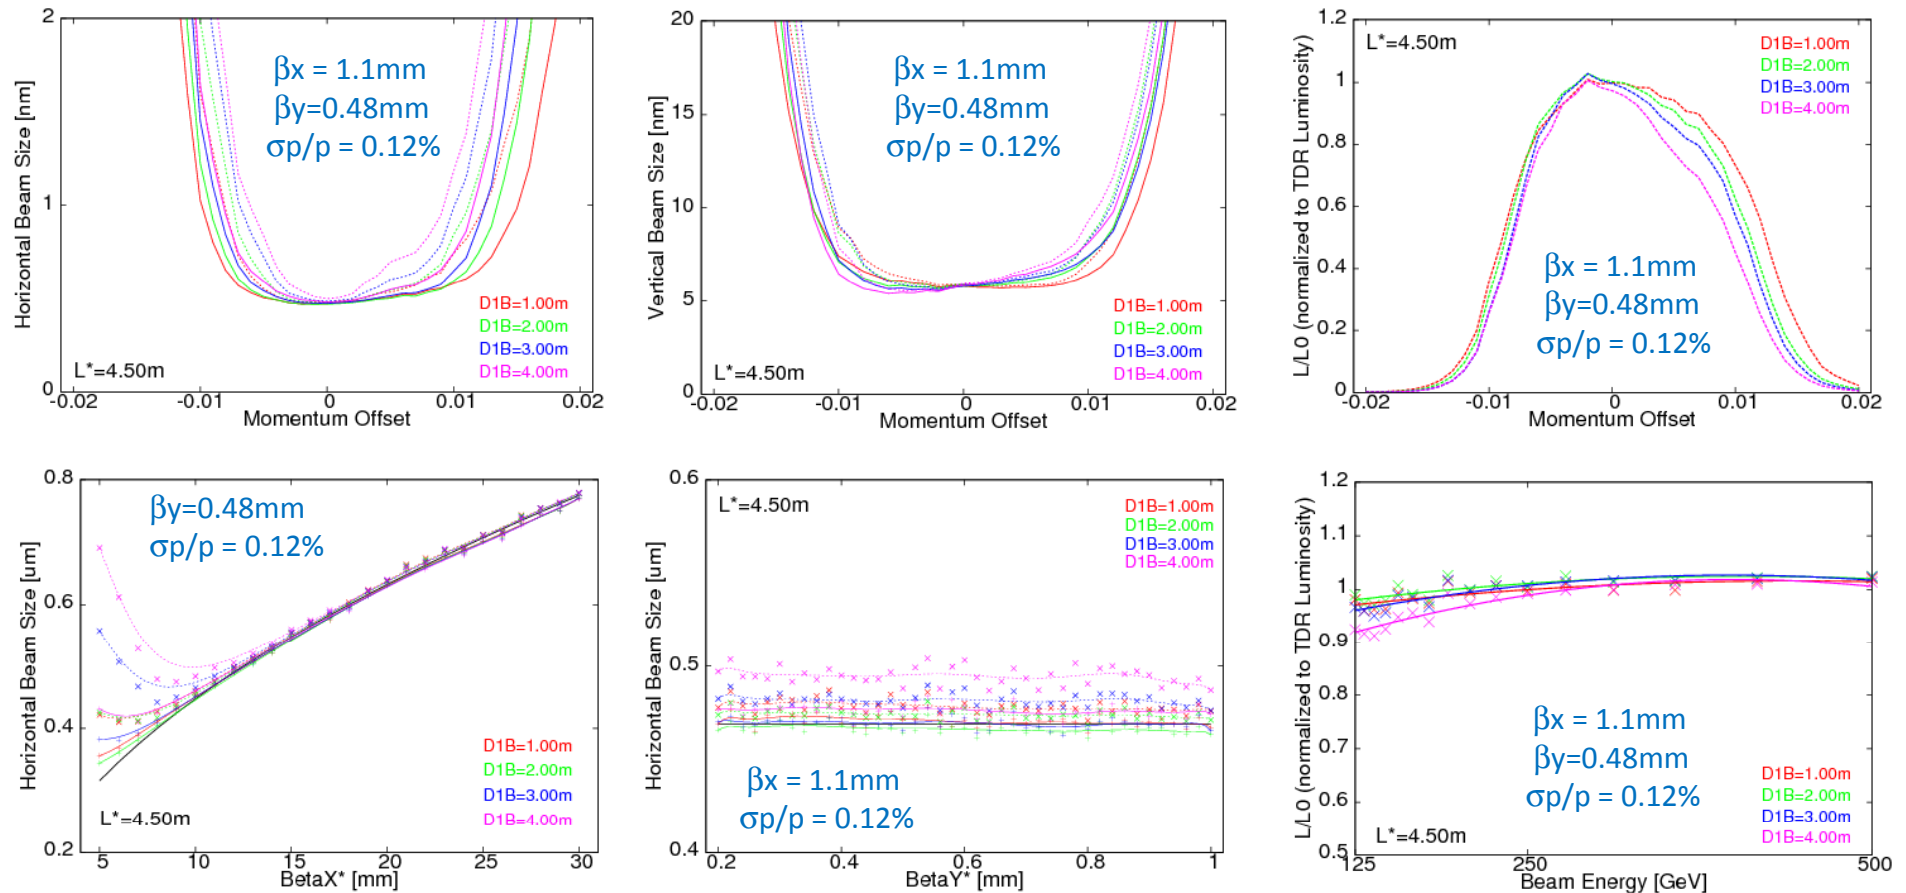 2
1
0
Horizontal Beam Size [nm]
βx = 1.1mm
βy=0.48mm
σp/p = 0.12%
D1B=1.00m
D1B=2.00m
D1B=3.00m
D1B=4.00m
L*=4.50m
-0.02 -0.01 0 0.01 0.02
Momentum Offset
20
15
10
5
0
Vertical Beam Size [nm]
βx = 1.1mm
βy=0.48mm
σp/p = 0.12%
D1B=1.00m
D1B=2.00m
D1B=3.00m
D1B=4.00m
L*=4.50m
-0.02 -0.01 0 0.01 0.02
Momentum Offset
1.2
1
0.8
0.6
0.4
0.2
0
L/L0 (normalized to TDR Luminosity)
L*=4.50m
D1B=1.00m
D1B=2.00m
D1B=3.00m
D1B=4.00m
βx = 1.1mm
βy=0.48mm
σp/p = 0.12%
-0.02 -0.01 0 0.01 0.02
Momentum Offset
0.8
0.6
0.4
0.2
Horizontal Beam Size [um]
βy=0.48mm
σp/p = 0.12%
D1B=1.00m
D1B=2.00m
D1B=3.00m
D1B=4.00m
L*=4.50m
5 10 15 20 25 30
BetaX* [mm]
0.6
0.5
0.4
Horizontal Beam Size [um]
L*=4.50m
D1B=1.00m
D1B=2.00m
D1B=3.00m
D1B=4.00m
βx = 1.1mm
σp/p = 0.12%
0.2 0.4 0.6 0.8 1
BetaY* [mm]
1.2
1.1
1
0.9
0.8
0.7
0.6
0.5
L/L0 (normalized to TDR Luminosity)
βx = 1.1mm
βy=0.48mm
σp/p = 0.12%
D1B=1.00m
D1B=2.00m
D1B=3.00m
D1B=4.00m
L*=4.50m
125 250 500
Beam Energy [GeV]